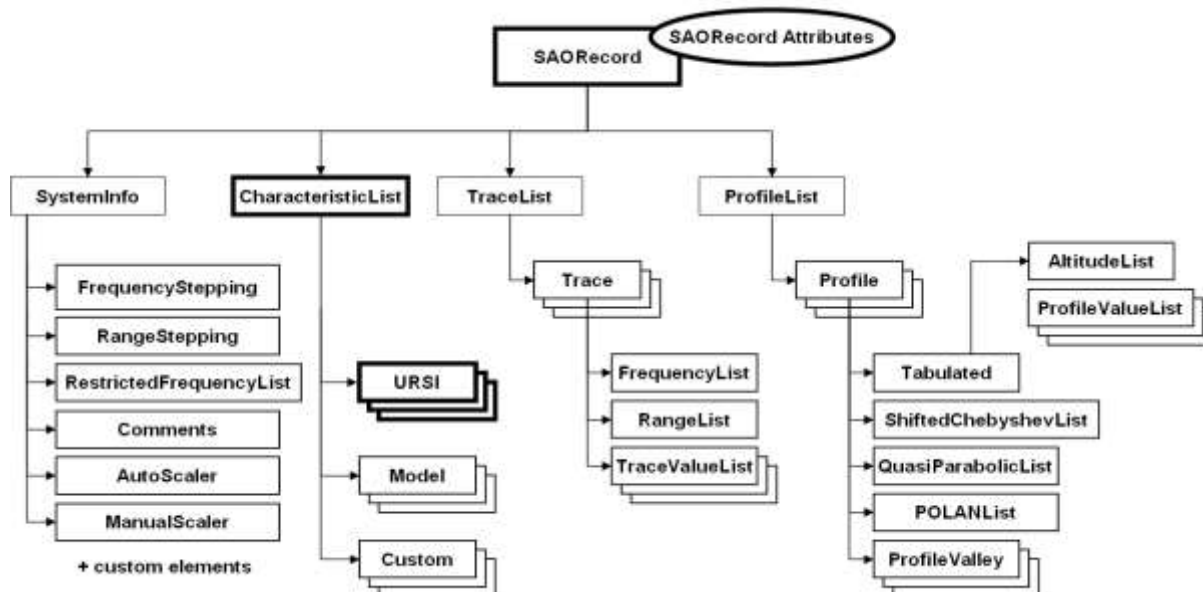 SAORecord Attributes
SAORecord
SystemInfo
CharacteristicList
TraceList
ProfileList
FrequencyStepping
RangeStepping
RestrictedFrequencyList
Comments
AutoScaler
ManualScaler
+ custom elements
URSI
Model
Custom
Trace
FrequencyList
RangeList
TraceValueList
Profile
AltitudeList
ProfileValueList
Tabulated
ShiftedChebyshevList
QuasiParabolicList
POLANList
ProfileValley